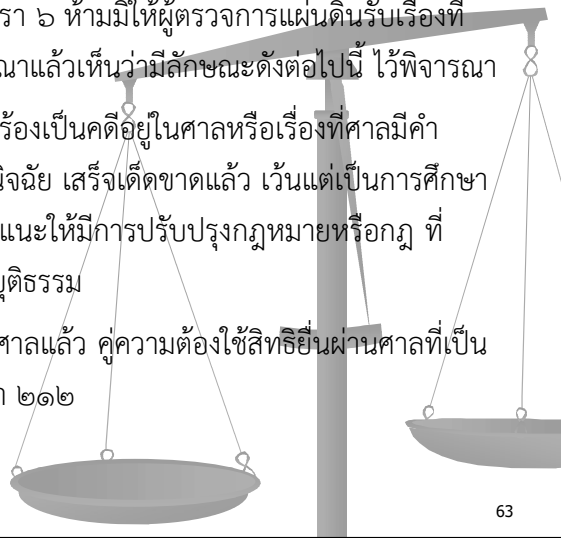 รา ๖ ห้ามมิให้ผู้ตรวจการแผ่นดินรับเรื่องที่
ณาแล้วเห็นว่ามีลักษณะดังต่อไปนี้ ไว้พิจารณา
ร้องเป็นคดีอยู่ในศาลหรือเรื่องที่ศาลมีคำ
นิจฉัย เสร็จเด็ดขาดแล้ว เว้นแต่เป็นการศึกษา
แนะให้มีการปรับปรุงกฎหมายหรือกฎ ที่
ยุติธรรม
ศาลแล้ว คู่ความต้องใช้สิทธิยื่นผ่านศาลที่เป็น
า ๒๑๒
63